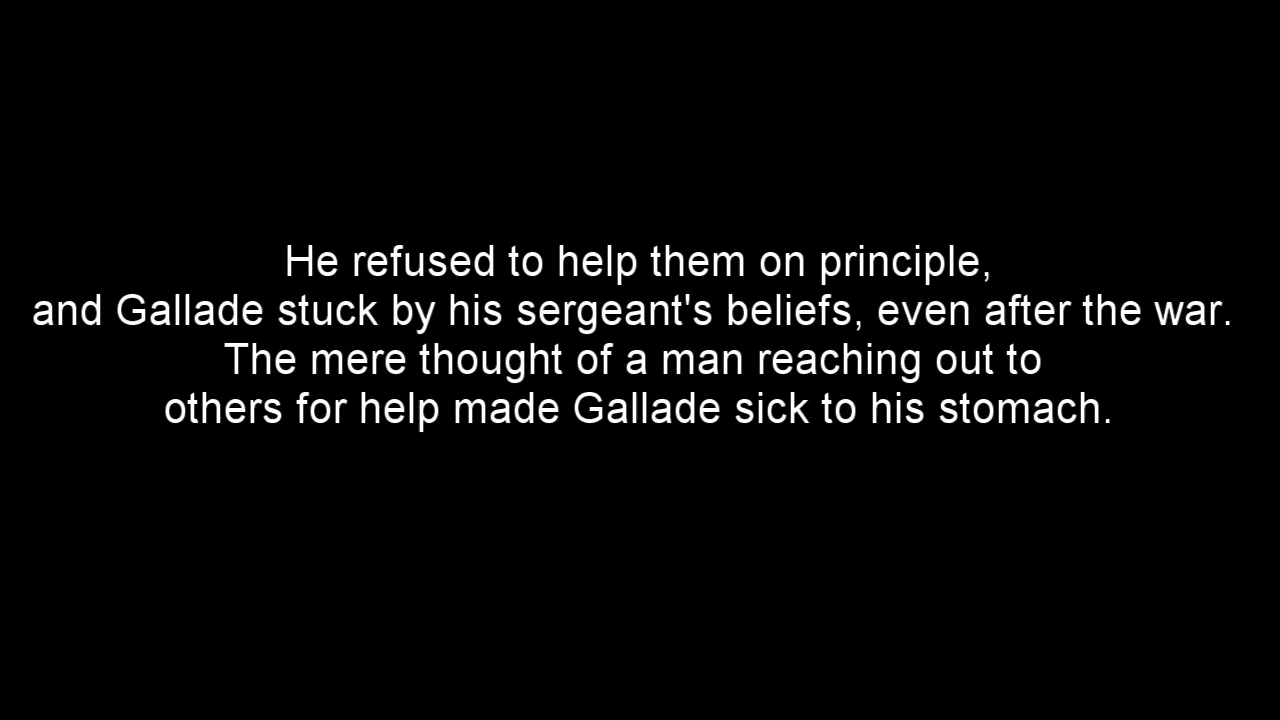 He refused to help them on principle,
and Gallade stuck by his sergeant's beliefs, even after the war.
The mere thought of a man reaching out to
others for help made Gallade sick to his stomach.